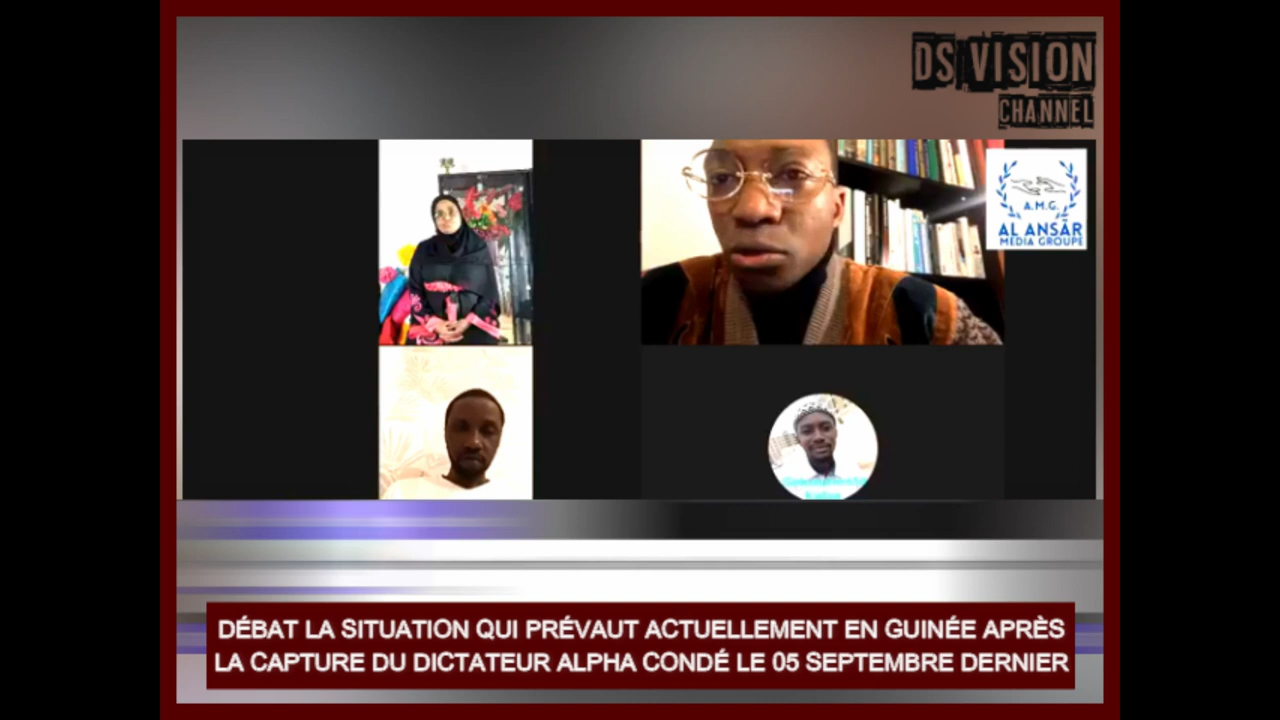 DS VISION
CHANNEL
A.M.G.
AL ANSĀR
MEDIA GROUPE
DÉBAT LA SITUATION QUI PRÉVAUT ACTUELLEMENT EN GUINÉE APRÈS
LA CAPTURE DU DICTATEUR ALPHA CONDÉ LE 05 SEPTEMBRE DERNIER